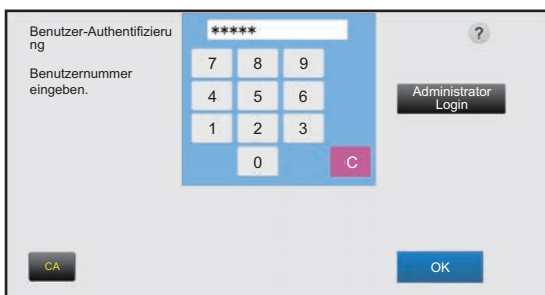 Benutzer-Authentifizieru
ng
Benutzernummer
eingeben.
*****
7 8 9
4 5 6
1 2 3
0 C
?
Administrator
Login
CA
OK